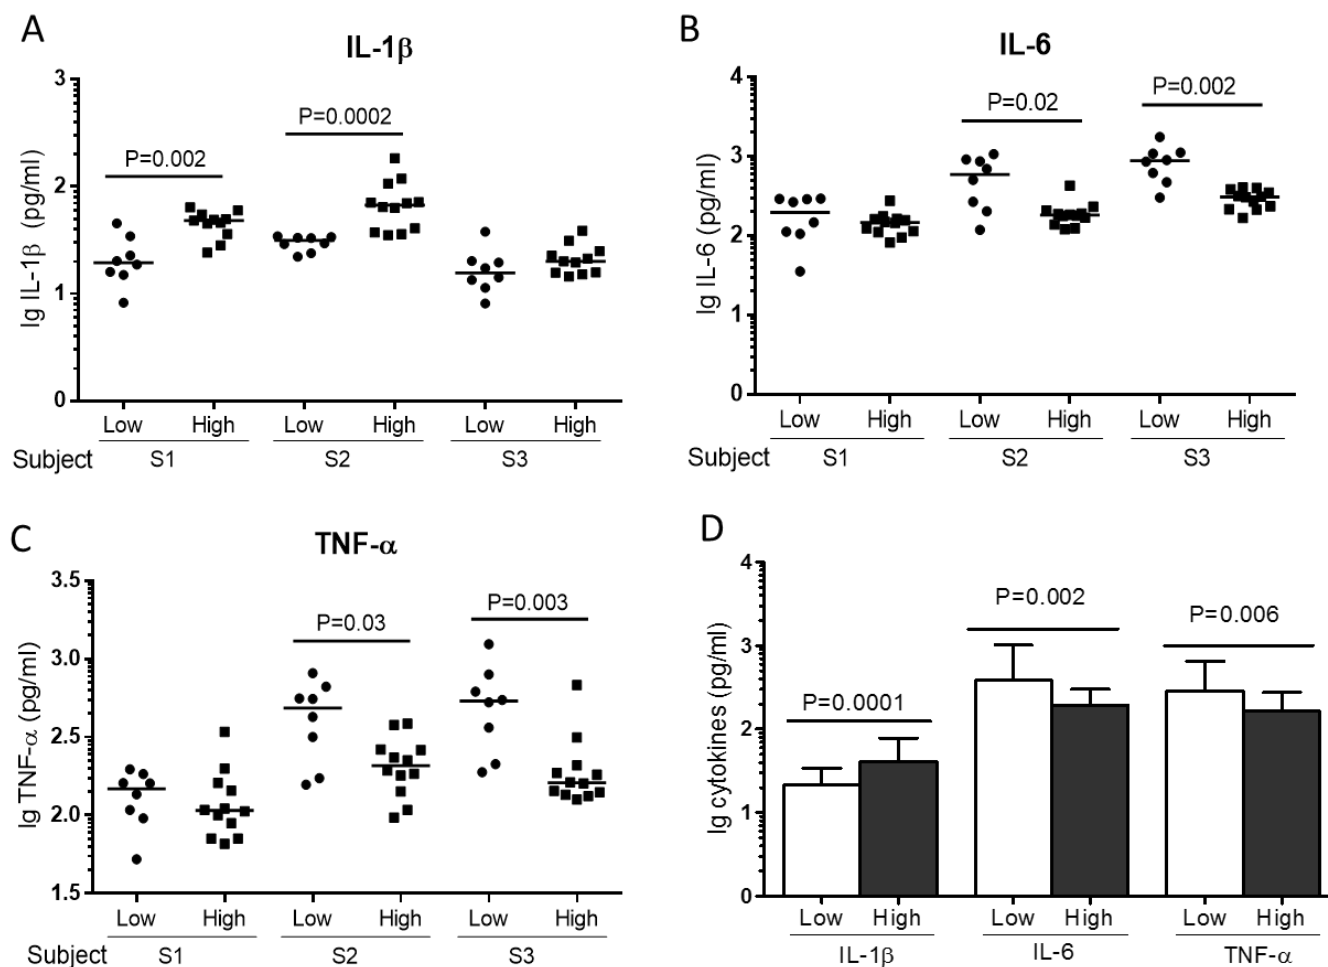 A
IL-1β
3
P=0.0002
P=0.002
2
1
0
lg IL-1β (pg/ml)
Low High Low High Low High
Subject S1 S2 S3
B
IL-6
4
P=0.002
P=0.02
3
2
1
0
lg IL-6 (pg/ml)
Low High Low High Low High
Subject S1 S2 S3
C
TNF-α
3.5
P=0.003
P=0.03
3.0
2.5
2.0
1.5
lg TNF-α (pg/ml)
Low High Low High Low High
Subject S1 S2 S3
D
4
P=0.002
P=0.006
3
P=0.0001
2
1
0
lg cytokines (pg/ml)
Low High Low High Low High
IL-1β IL-6 TNF-α